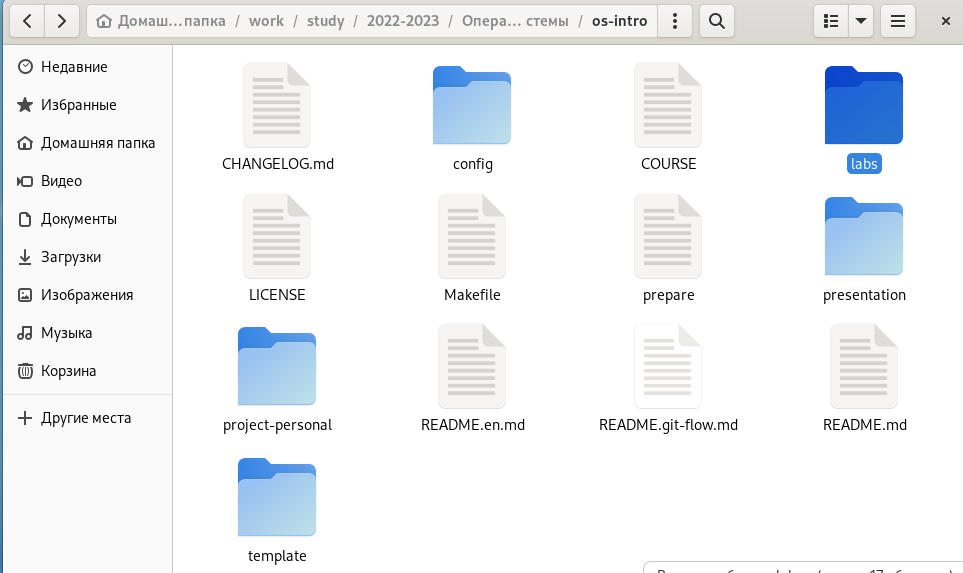 Домаш...папка / work / study / 2022-2023 / Опера... стемы / os-intro
Недавние
Избранные
Домашняя папка
Видео
Документы
Загрузки
Изображения
Музыка
Корзина
Другие места
CHANGELOG.md config COURSE labs
LICENSE Makefile prepare presentation
project-personal README.en.md README.git-flow.md README.md
template